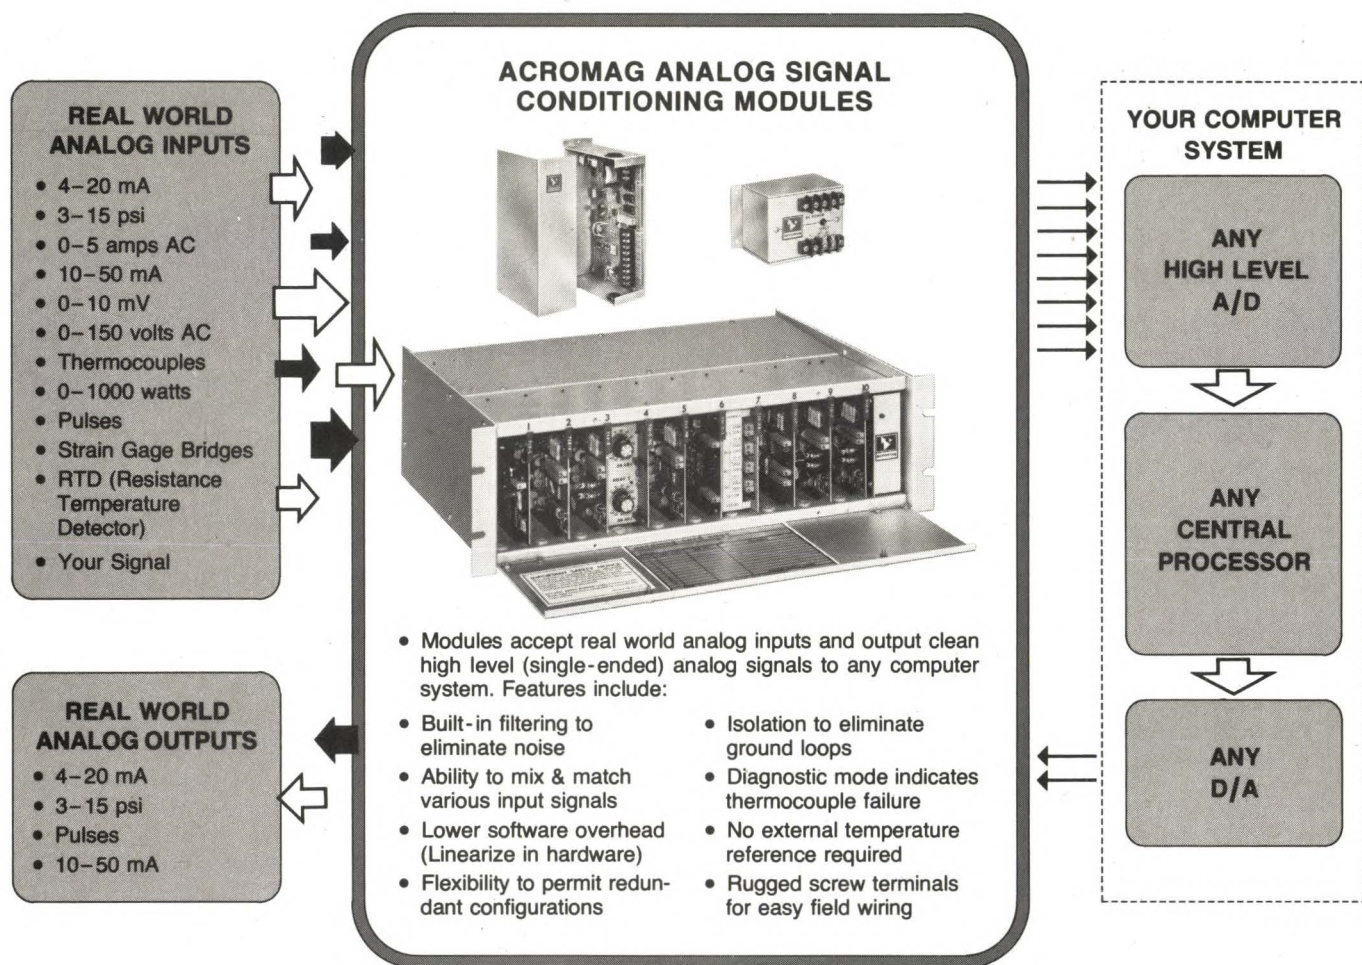 ACROMAG ANALOG SIGNAL
CONDITIONING MODULES
REAL WORLD
ANALOG INPUTS
• 4–20 mA
• 3–15 psi
• 0–5 amps AC
• 10–50 mA
• 0–10 mV
• 0–150 volts AC
• Thermocouples
• 0–1000 watts
• Pulses
• Strain Gage Bridges
• RTD (Resistance
Temperature
Detector)
• Your Signal
REAL WORLD
ANALOG OUTPUTS
• 4–20 mA
• 3–15 psi
• Pulses
• 10–50 mA
1 2 3 4 5 6 7 8 9 10
• Modules accept real world analog inputs and output clean
high level (single-ended) analog signals to any computer
system. Features include:
• Built-in filtering to
eliminate noise
• Ability to mix & match
various input signals
• Lower software overhead
(Linearize in hardware)
• Flexibility to permit redun-
dant configurations
• Isolation to eliminate
ground loops
• Diagnostic mode indicates
thermocouple failure
• No external temperature
reference required
• Rugged screw terminals
for easy field wiring
YOUR COMPUTER
SYSTEM
ANY
HIGH LEVEL
A/D
ANY
CENTRAL
PROCESSOR
ANY
D/A